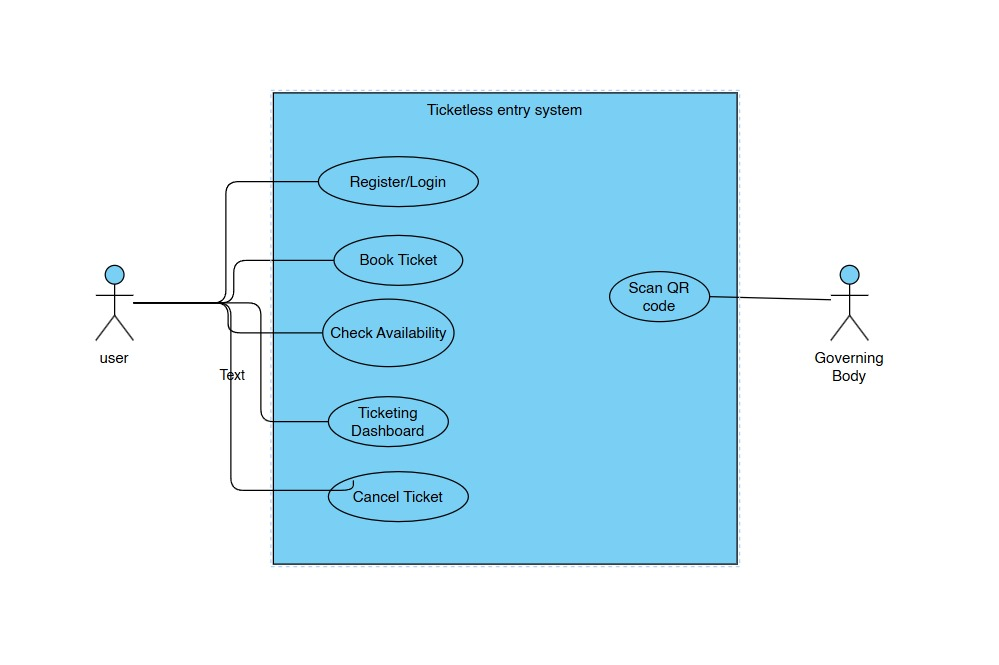 Ticketless entry system
Register/Login
Book Ticket
Scan QR
code
Check Availability
user
Governing
Body
Text
Ticketing
Dashboard
Cancel Ticket